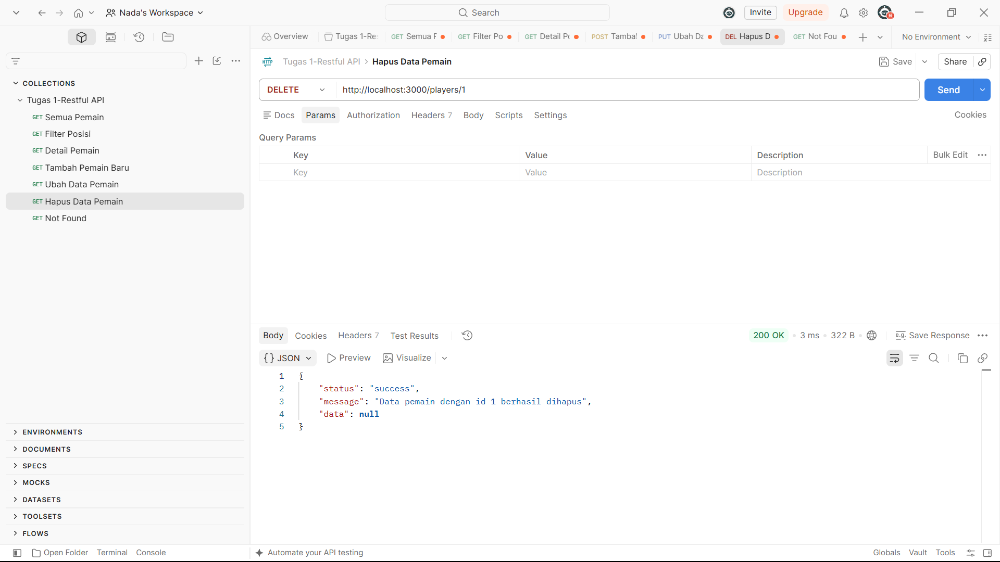 Nada's Workspace
Search
Invite
Upgrade
Overview
Tugas 1-Re
GET Semua P
GET Filter Po
GET Detail Pe
POST Tambal
PUT Ubah Da
DEL Hapus D
GET Not Fou
No Environment
COLLECTIONS
Tugas 1-Restful API
GET Semua Pemain
GET Filter Posisi
GET Detail Pemain
GET Tambah Pemain Baru
GET Ubah Data Pemain
GET Hapus Data Pemain
GET Not Found
ENVIRONMENTS
DOCUMENTS
SPECS
MOCKS
DATASETS
TOOLSETS
FLOWS
HTTP Tugas 1-Restful API > Hapus Data Pemain
Save
Share
DELETE http://localhost:3000/players/1
Send
Docs Params Authorization Headers 7 Body Scripts Settings
Cookies
Query Params
Key Value Description Bulk Edit
Key Value Description
Body Cookies Headers 7 Test Results
200 OK • 3 ms • 322 B
e.g. Save Response
{ } JSON Preview Visualize
1 {
2 "status": "success",
3 "message": "Data pemain dengan id 1 berhasil dihapus",
4 "data": null
5 }
Open Folder Terminal Console
Automate your API testing
Globals Vault Tools